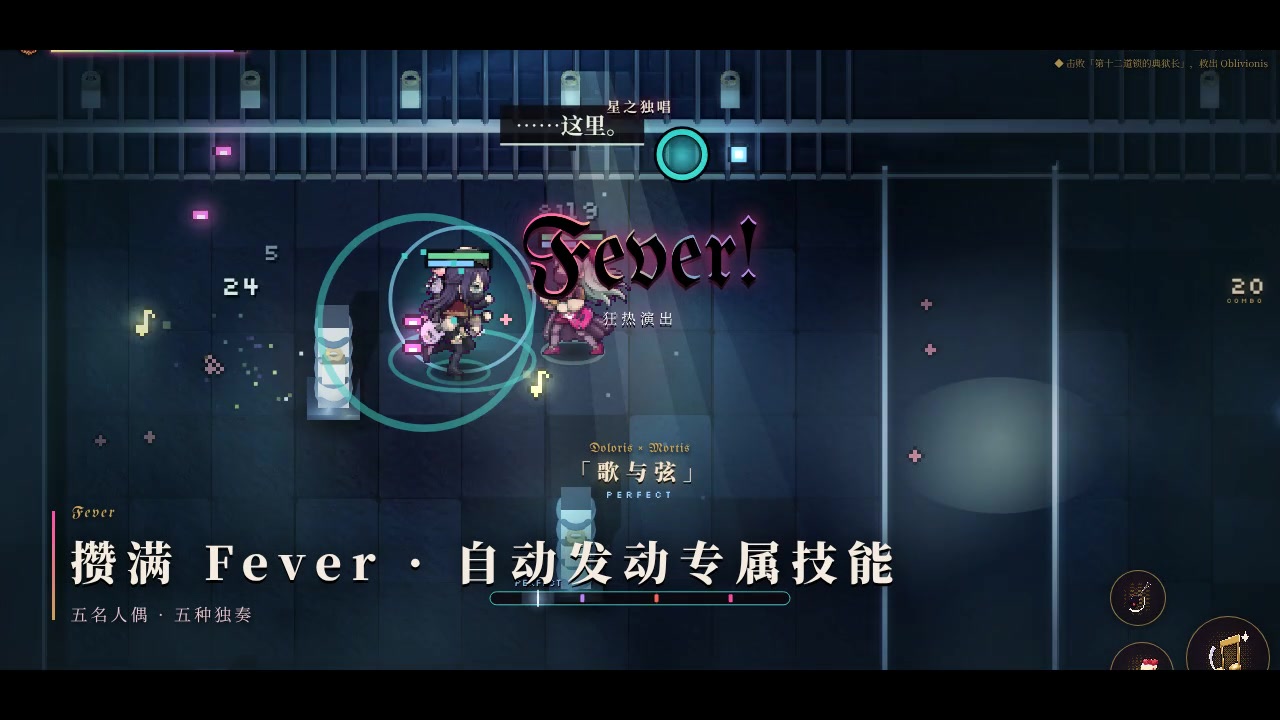 ◆ 击败「第十二道锁的典狱长」，救出 Oblivionis
星之独唱
……这里。
5
24
Fever!
狂热演出
20
COMBO
Doloris × Mortis
「歌与弦」
PERFECT
Fever
攒满 Fever · 自动发动专属技能
PERFECT
五名人偶 · 五种独奏